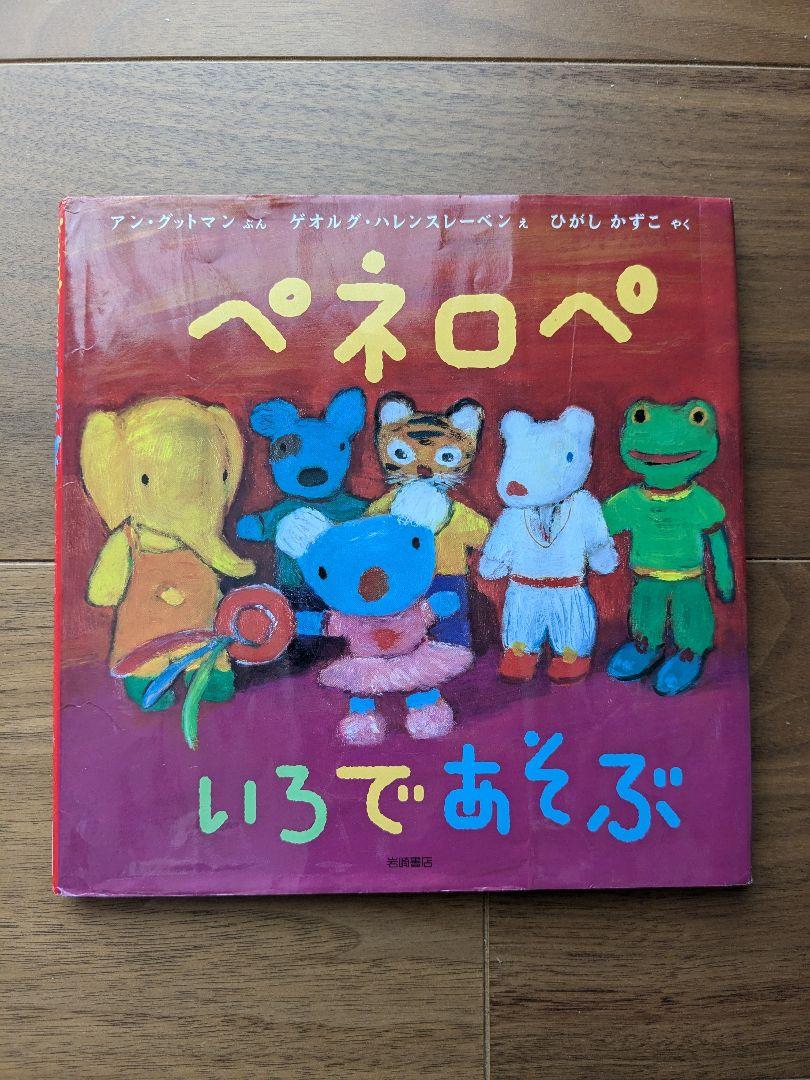 アン・グットマン ぶん ゲオルグ・ハレンスレーベン え ひがし かずこ やく
ペネロペ
いろであそぶ
岩崎書店